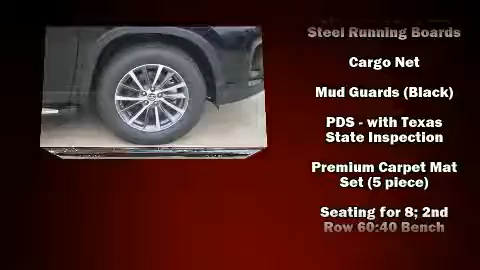 Steel Running Boards
Cargo Net
Mud Guards (Black)
PDS - with Texas
State Inspection
Premium Carpet Mat
Set (5 piece)
Seating for 8; 2nd
Row 60:40 Bench